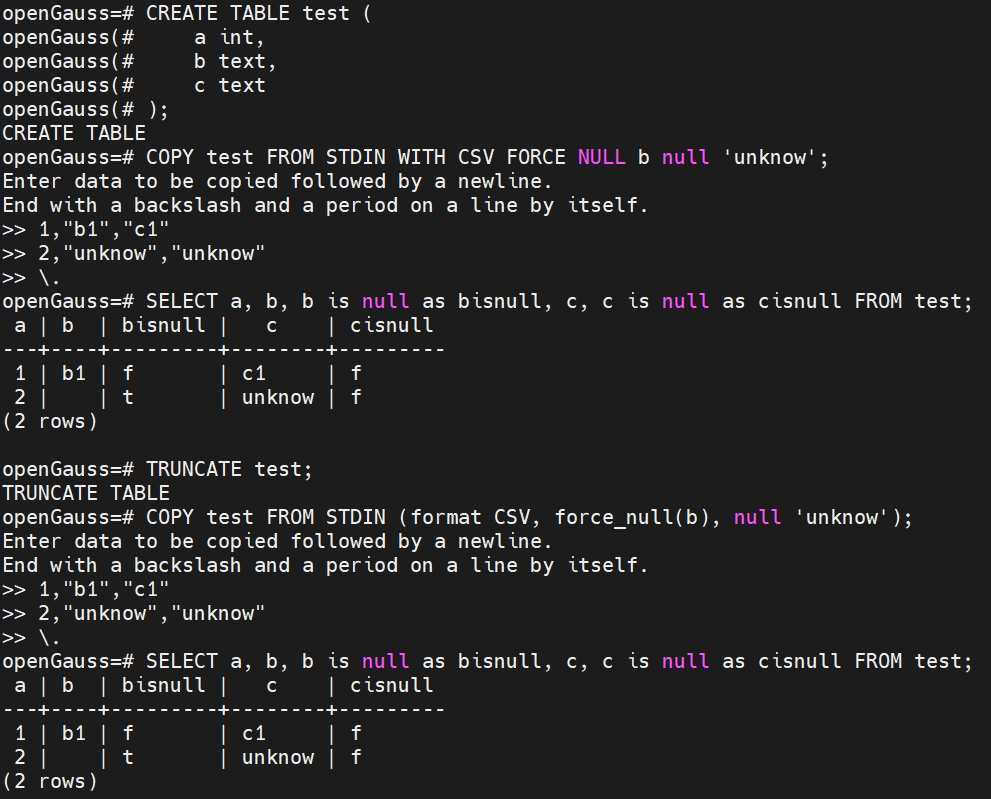 openGauss=# CREATE TABLE test (
openGauss(#     a int,
openGauss(#     b text,
openGauss(#     c text
openGauss(# );
CREATE TABLE
openGauss=# COPY test FROM STDIN WITH CSV FORCE NULL b null 'unknow';
Enter data to be copied followed by a newline.
End with a backslash and a period on a line by itself.
>> 1,"b1","c1"
>> 2,"unknow","unknow"
>> \.
openGauss=# SELECT a, b, b is null as bisnull, c, c is null as cisnull FROM test;
 a | b  | bisnull |   c    | cisnull
---+----+---------+--------+---------
 1 | b1 | f       | c1     | f
 2 |    | t       | unknow | f
(2 rows)

openGauss=# TRUNCATE test;
TRUNCATE TABLE
openGauss=# COPY test FROM STDIN (format CSV, force_null(b), null 'unknow');
Enter data to be copied followed by a newline.
End with a backslash and a period on a line by itself.
>> 1,"b1","c1"
>> 2,"unknow","unknow"
>> \.
openGauss=# SELECT a, b, b is null as bisnull, c, c is null as cisnull FROM test;
 a | b  | bisnull |   c    | cisnull
---+----+---------+--------+---------
 1 | b1 | f       | c1     | f
 2 |    | t       | unknow | f
(2 rows)